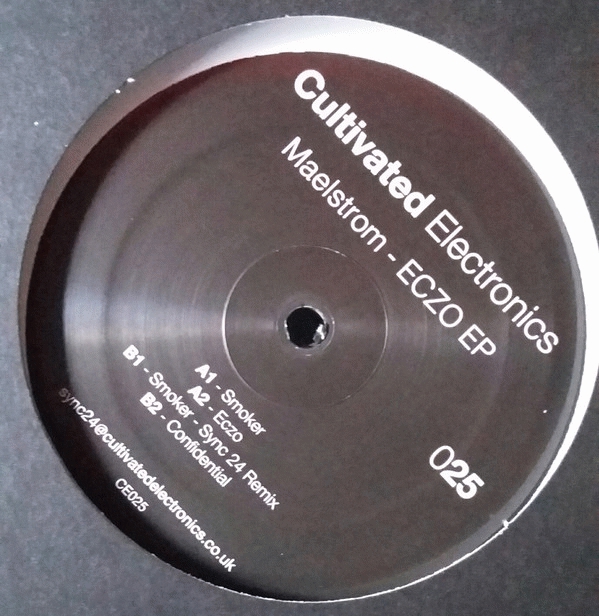 Cultivated Electronics
Maelstrom - ECZO EP
025
A1 - Smoker
A2 - Eczo
B1 - Smoker - Sync 24 Remix
B2 - Confidential
sync24@cultivatedelectronics.co.uk
CE025